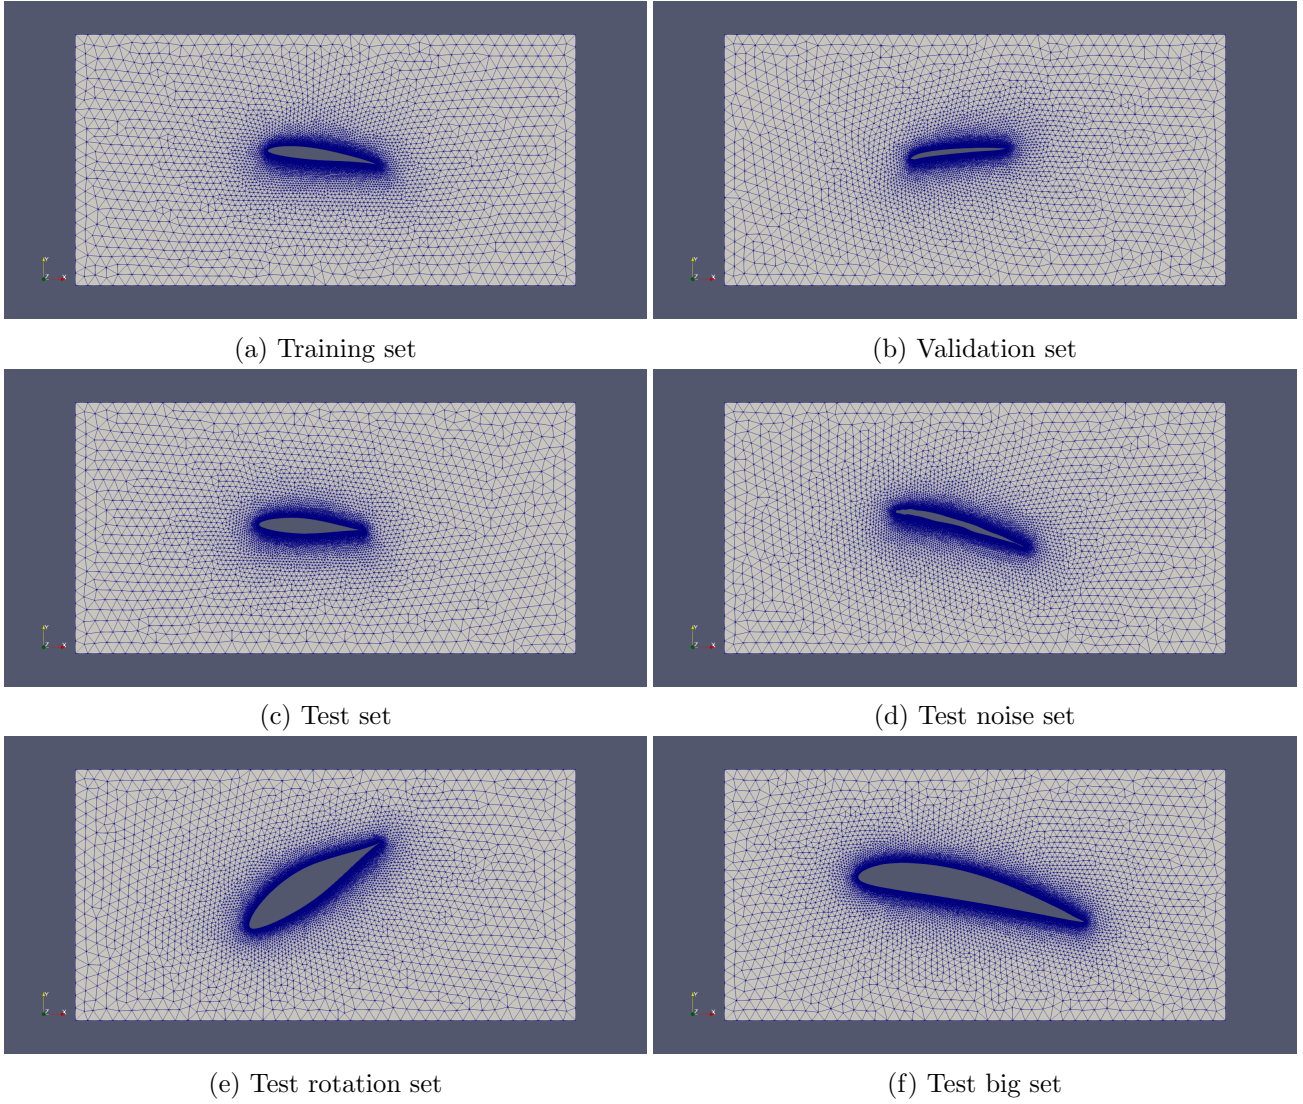 Y
Z
X
Y
Z
X
(a) Training set
(b) Validation set
Y
Z
X
Y
Z
X
(c) Test set
(d) Test noise set
Y
Z
X
Y
Z
X
(e) Test rotation set
(f) Test big set